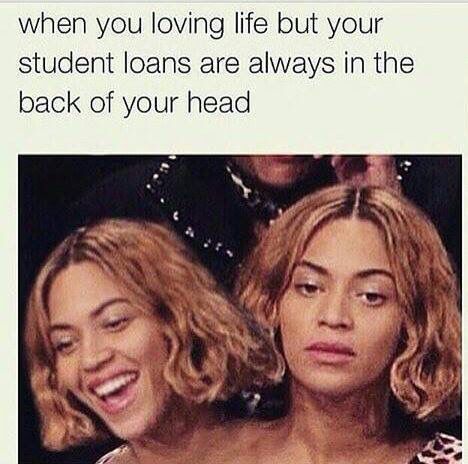 when you loving life but your
student loans are always in the
back of your head